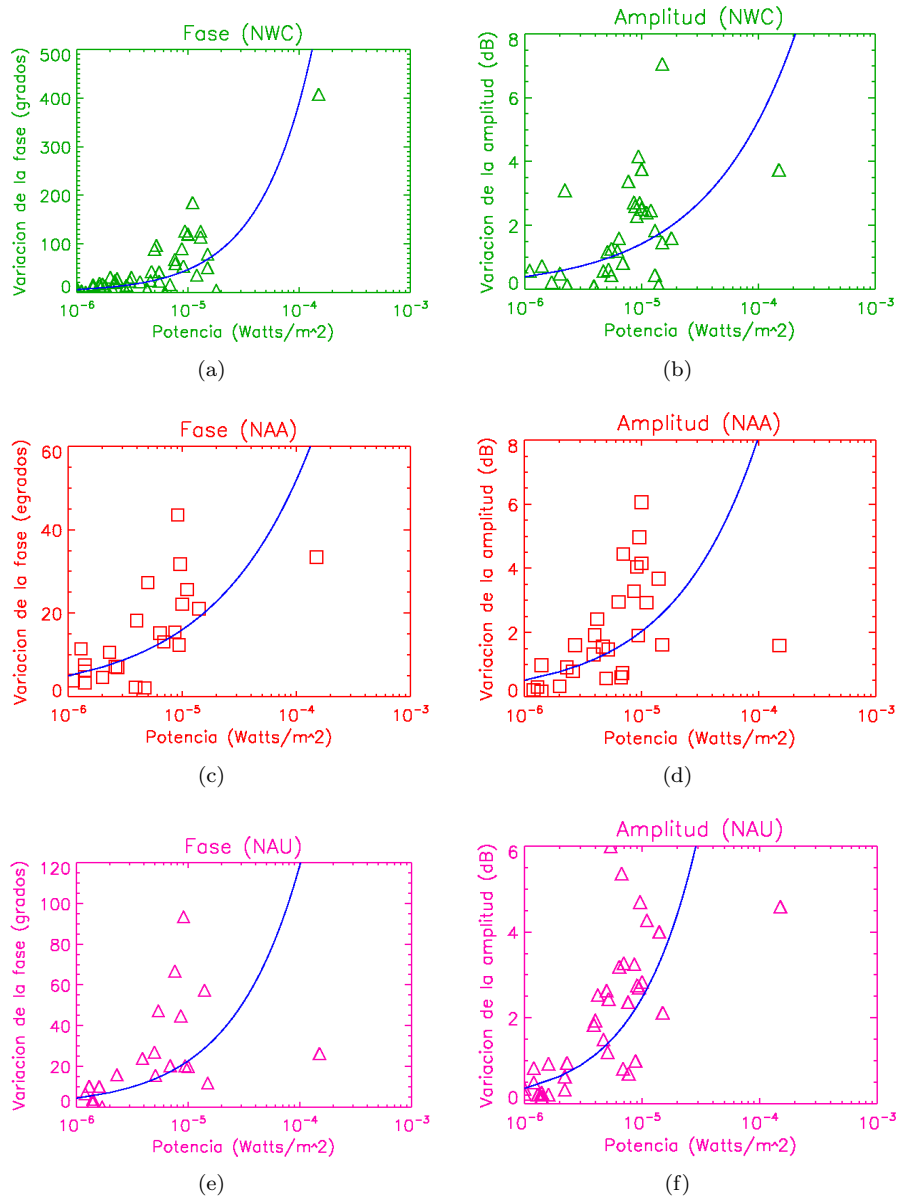 Fase (NWC)
Variacion de la fase (grados)
500
400
300
200
100
0
10^-6 10^-5 10^-4 10^-3
Potencia (Watts/m^2)
(a)
Amplitud (NWC)
Variacion de la amplitud (dB)
8
6
4
2
0
10^-6 10^-5 10^-4 10^-3
Potencia (Watts/m^2)
(b)
Fase (NAA)
Variacion de la fase (egrados)
60
40
20
0
10^-6 10^-5 10^-4 10^-3
Potencia (Watts/m^2)
(c)
Amplitud (NAA)
Variacion de la amplitud (dB)
8
6
4
2
0
10^-6 10^-5 10^-4 10^-3
Potencia (Watts/m^2)
(d)
Fase (NAU)
Variacion de la fase (grados)
120
100
80
60
40
20
0
10^-6 10^-5 10^-4 10^-3
Potencia (Watts/m^2)
(e)
Amplitud (NAU)
Variacion de la amplitud (dB)
6
4
2
0
10^-6 10^-5 10^-4 10^-3
Potencia (Watts/m^2)
(f)